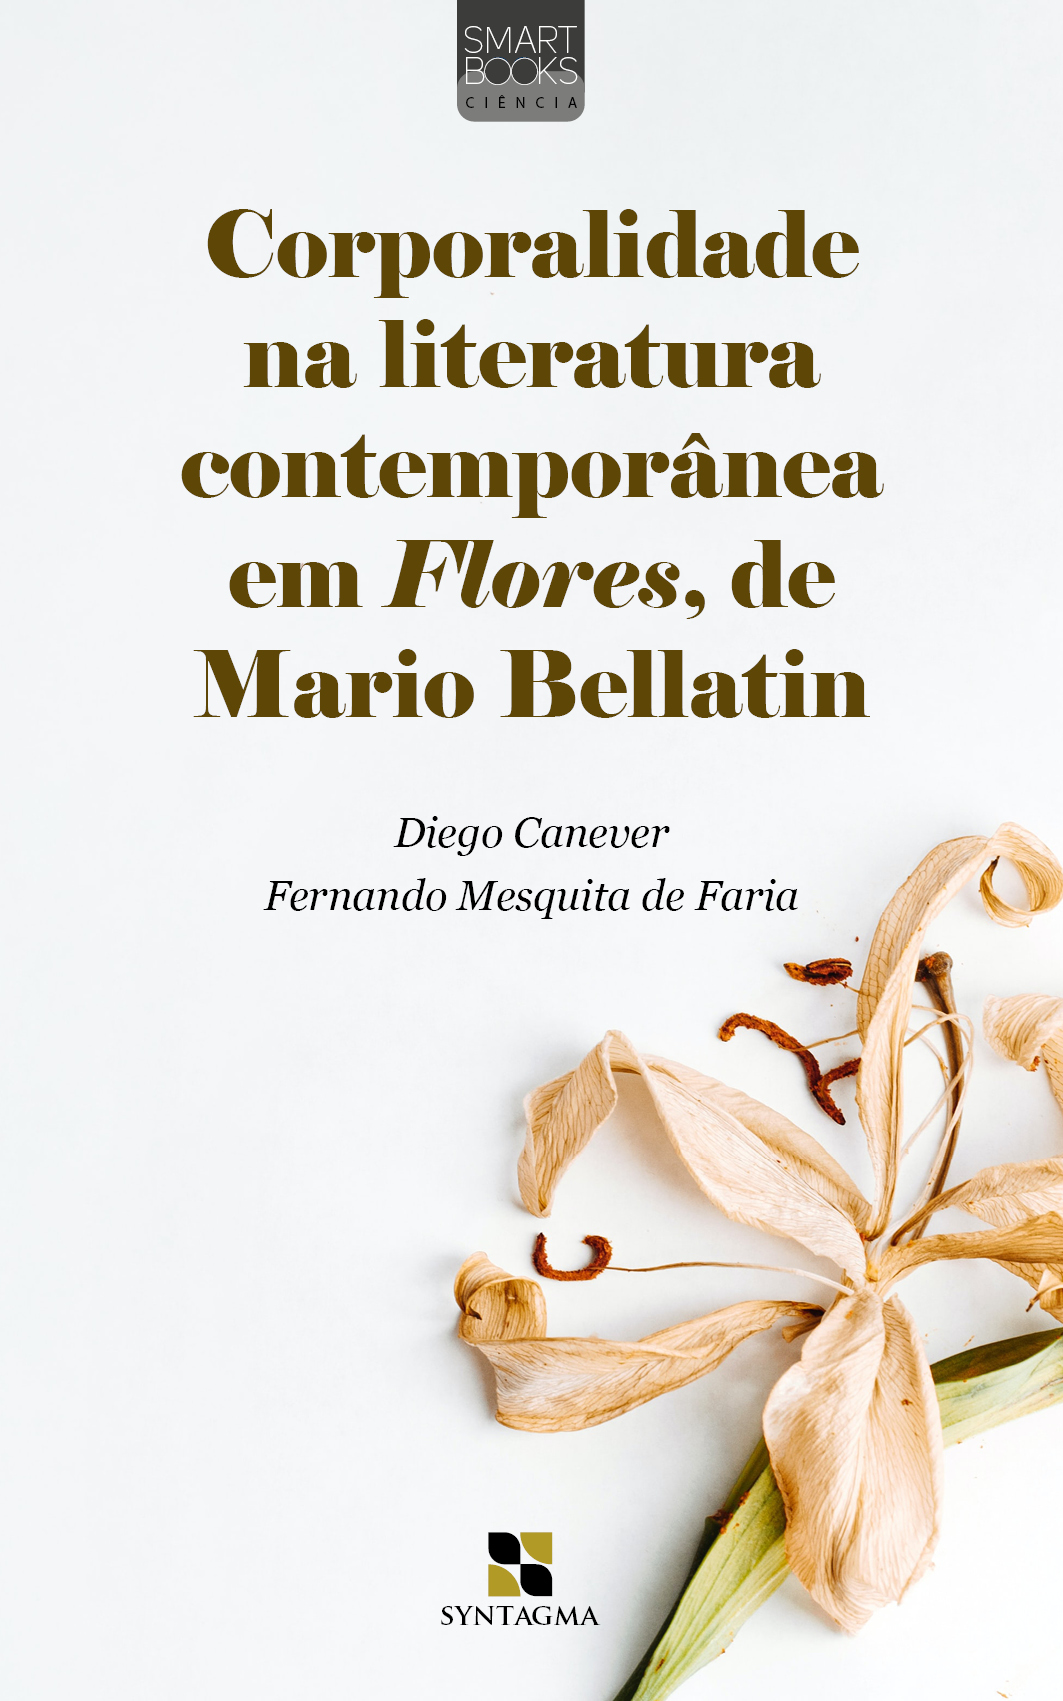 SMART
BOOKS
CIÊNCIA
Corporalidade
na literatura
contemporânea
em Flores, de
Mario Bellatin
Diego Canever
Fernando Mesquita de Faria
SYNTAGMA